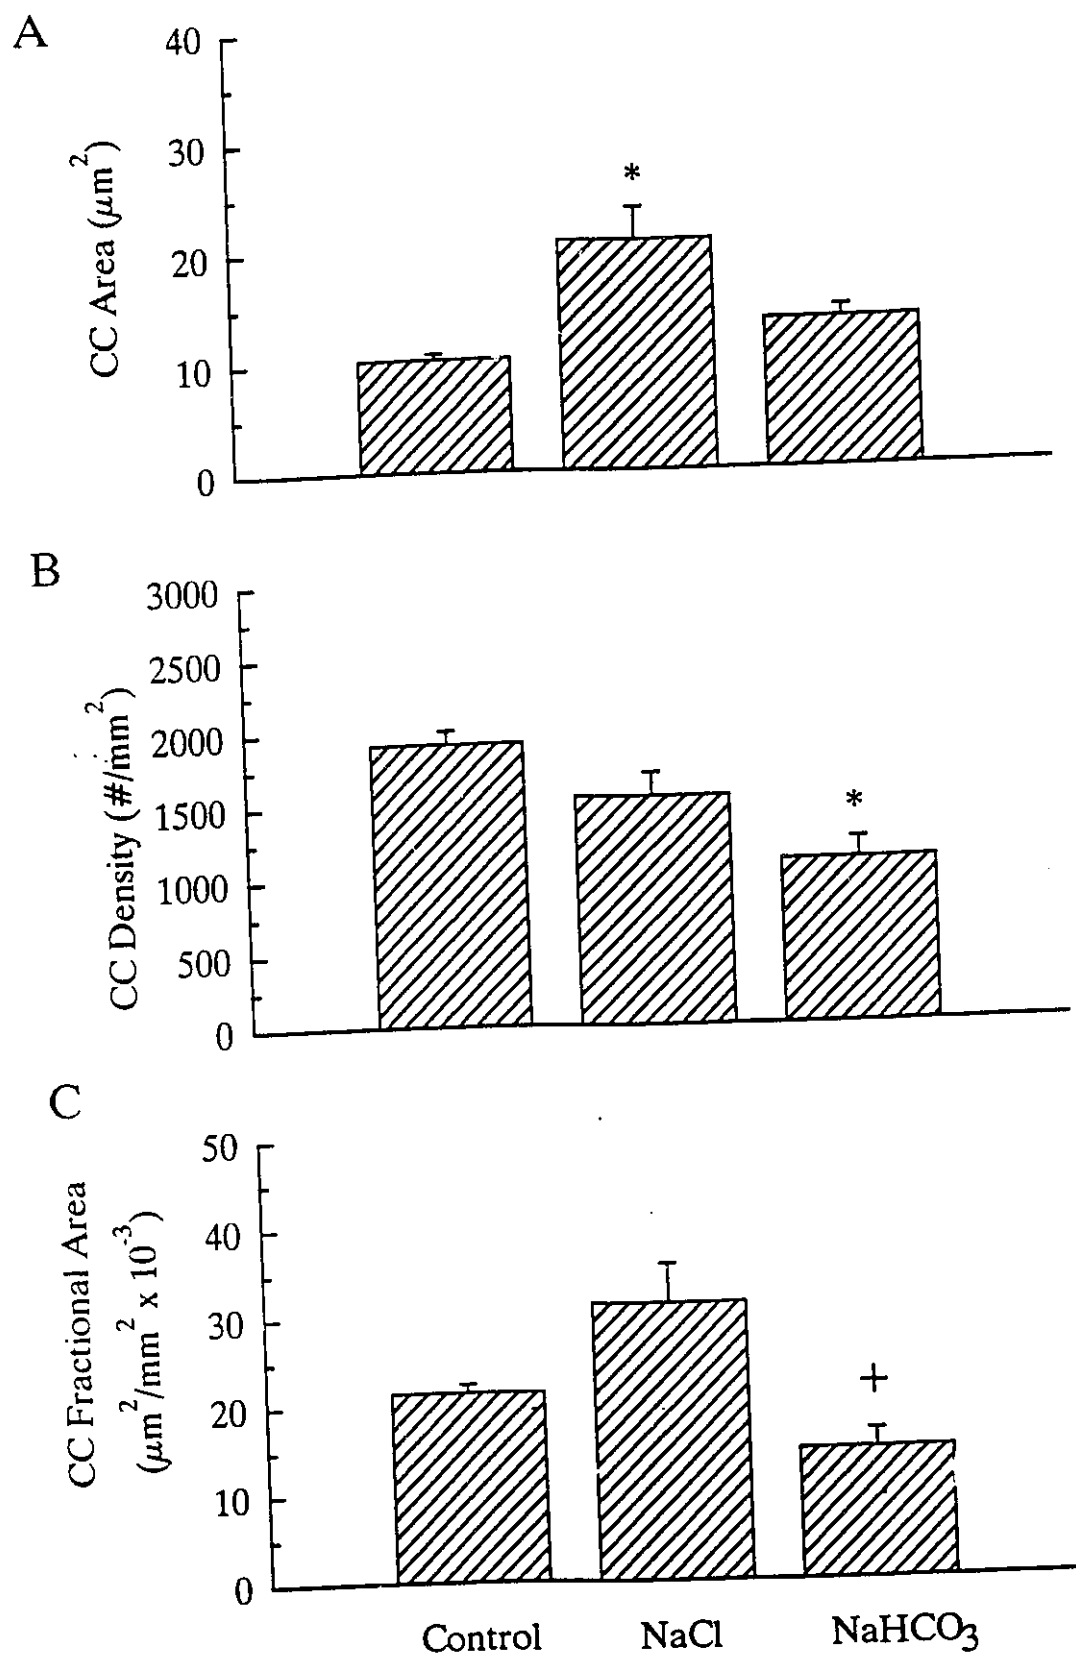 A
40
30
20
10
0
CC Area (μm²)
*
B
3000
2500
2000
1500
1000
500
0
CC Density (#/mm²)
*
C
50
40
30
20
10
0
CC Fractional Area
(μm²/mm² x 10⁻³)
+
Control NaCl NaHCO₃